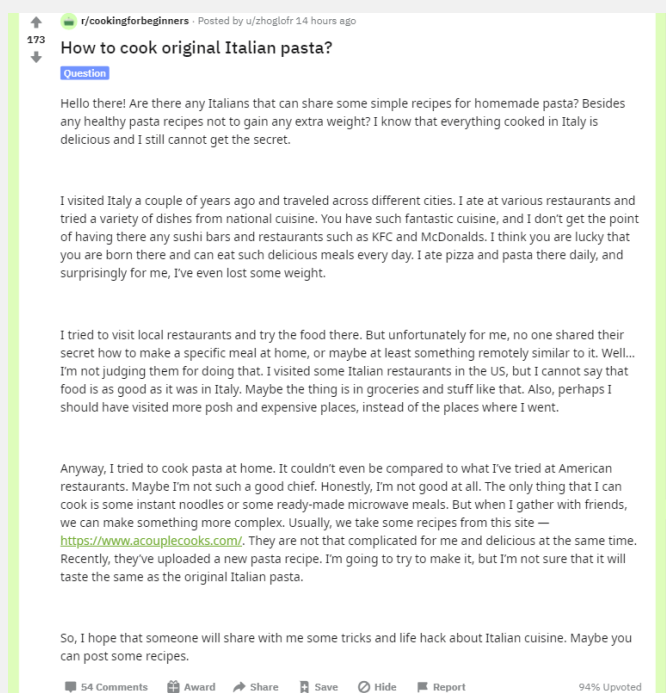 r/cookingforbeginners · Posted by u/zhoglofr 14 hours ago
173
How to cook original Italian pasta?
Question
Hello there! Are there any Italians that can share some simple recipes for homemade pasta? Besides
any healthy pasta recipes not to gain any extra weight? I know that everything cooked in Italy is
delicious and I still cannot get the secret.
I visited Italy a couple of years ago and traveled across different cities. I ate at various restaurants and
tried a variety of dishes from national cuisine. You have such fantastic cuisine, and I don't get the point
of having there any sushi bars and restaurants such as KFC and McDonalds. I think you are lucky that
you are born there and can eat such delicious meals every day. I ate pizza and pasta there daily, and
surprisingly for me, I've even lost some weight.
I tried to visit local restaurants and try the food there. But unfortunately for me, no one shared their
secret how to make a specific meal at home, or maybe at least something remotely similar to it. Well...
I'm not judging them for doing that. I visited some Italian restaurants in the US, but I cannot say that
food is as good as it was in Italy. Maybe the thing is in groceries and stuff like that. Also, perhaps I
should have visited more posh and expensive places, instead of the places where I went.
Anyway, I tried to cook pasta at home. It couldn't even be compared to what I've tried at American
restaurants. Maybe I'm not such a good chief. Honestly, I'm not good at all. The only thing that I can
cook is some instant noodles or some ready-made microwave meals. But when I gather with friends,
we can make something more complex. Usually, we take some recipes from this site —
https://www.acouplecooks.com/. They are not that complicated for me and delicious at the same time.
Recently, they've uploaded a new pasta recipe. I'm going to try to make it, but I'm not sure that it will
taste the same as the original Italian pasta.
So, I hope that someone will share with me some tricks and life hack about Italian cuisine. Maybe you
can post some recipes.
54 Comments Award Share Save Hide Report 94% Upvoted